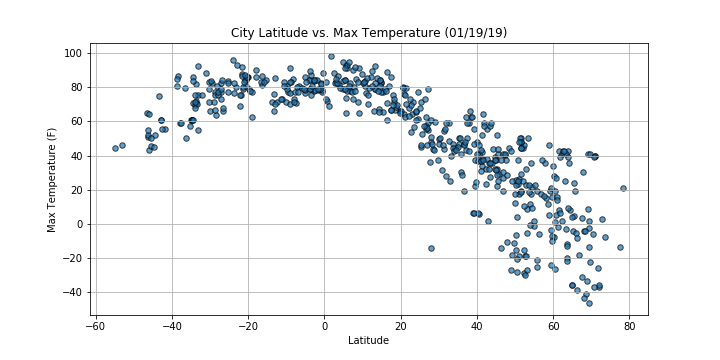 City Latitude vs. Max Temperature (01/19/19)
100
80
60
40
20
0
−20
−40
Max Temperature (F)
−60 −40 −20 0 20 40 60 80
Latitude